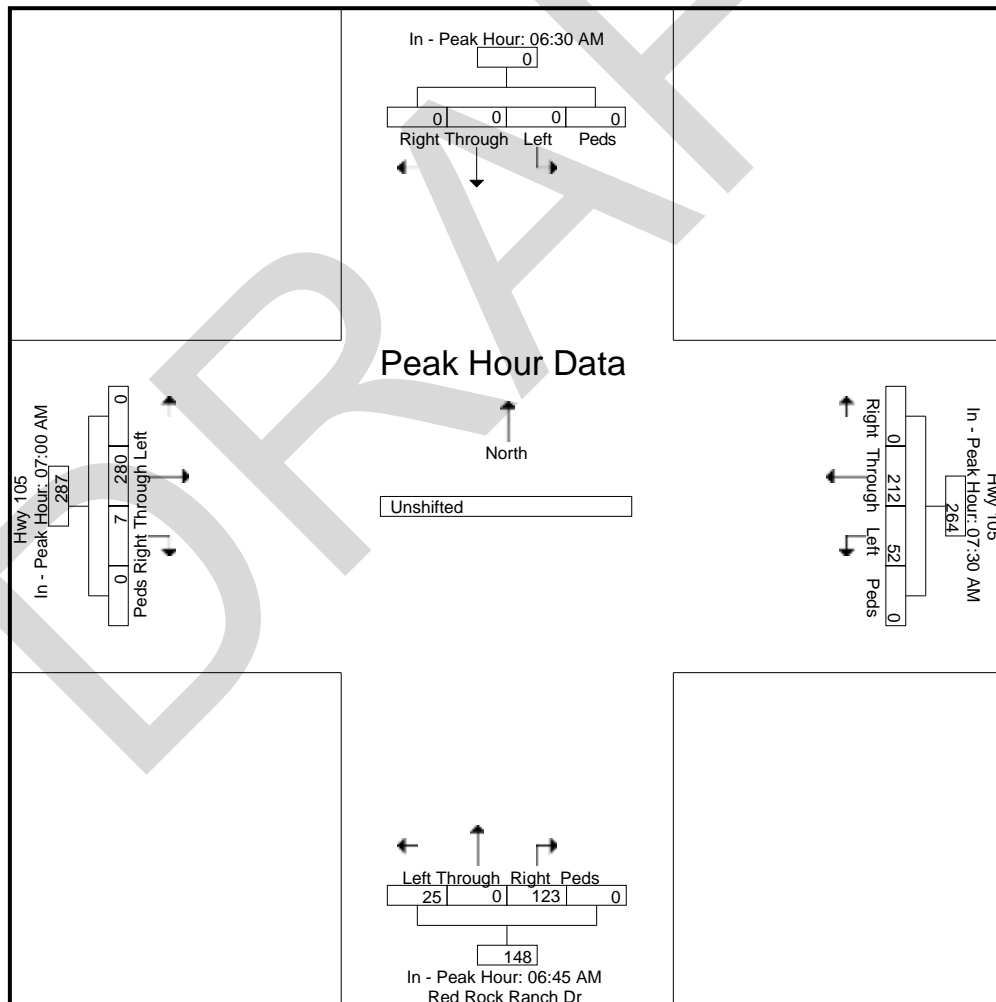 In - Peak Hour: 06:30 AM
0
0 0 0 0
Right Through Left Peds
Peak Hour Data
North
Unshifted
Hwy 105
In - Peak Hour: 07:00 AM
287
0 280 7 0
Peds Right Through Left
Right Through Left Peds
0 212 52 0
264
In - Peak Hour: 07:30 AM
Hwy 105
Left Through Right Peds
25 0 123 0
148
In - Peak Hour: 06:45 AM
Red Rock Ranch Dr
DRAF